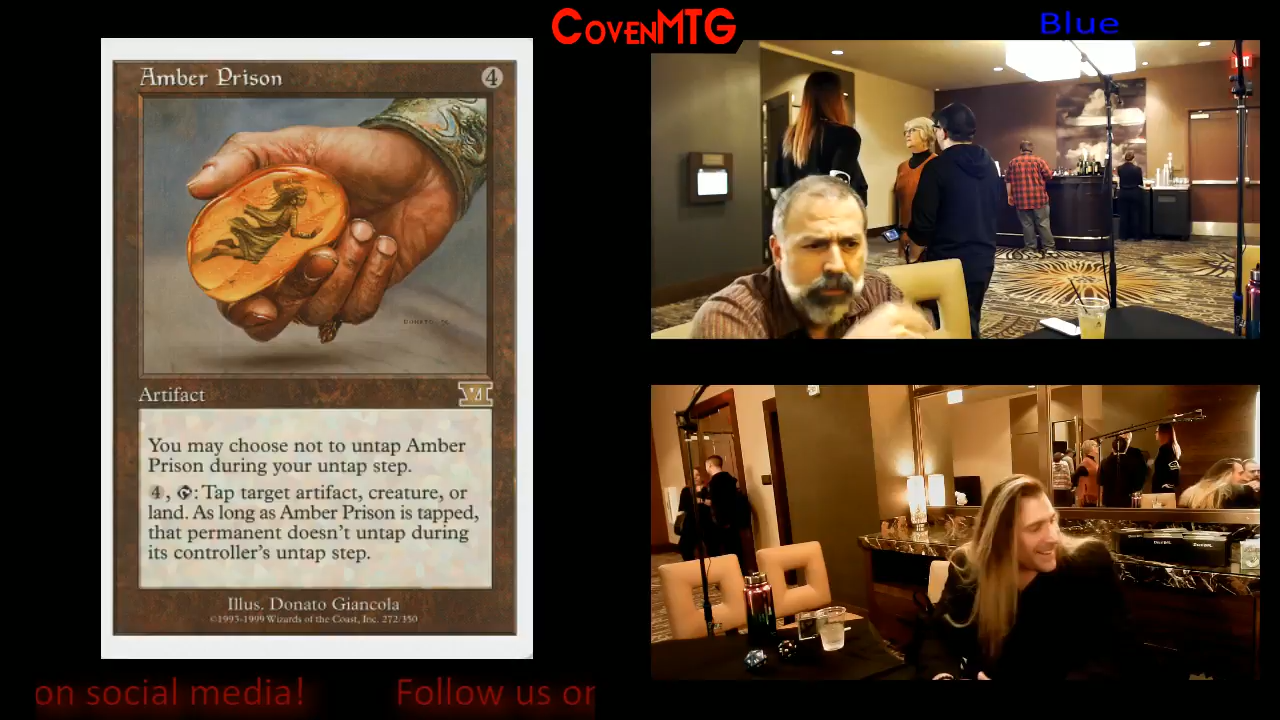 CovenMTG
Blue
Amber Prison 4
DONATO
Artifact VI
You may choose not to untap Amber
Prison during your untap step.
4, : Tap target artifact, creature, or
land. As long as Amber Prison is tapped,
that permanent doesn't untap during
its controller's untap step.
Illus. Donato Giancola
©1993-1999 Wizards of the Coast, Inc. 272/350
on social media! Follow us on